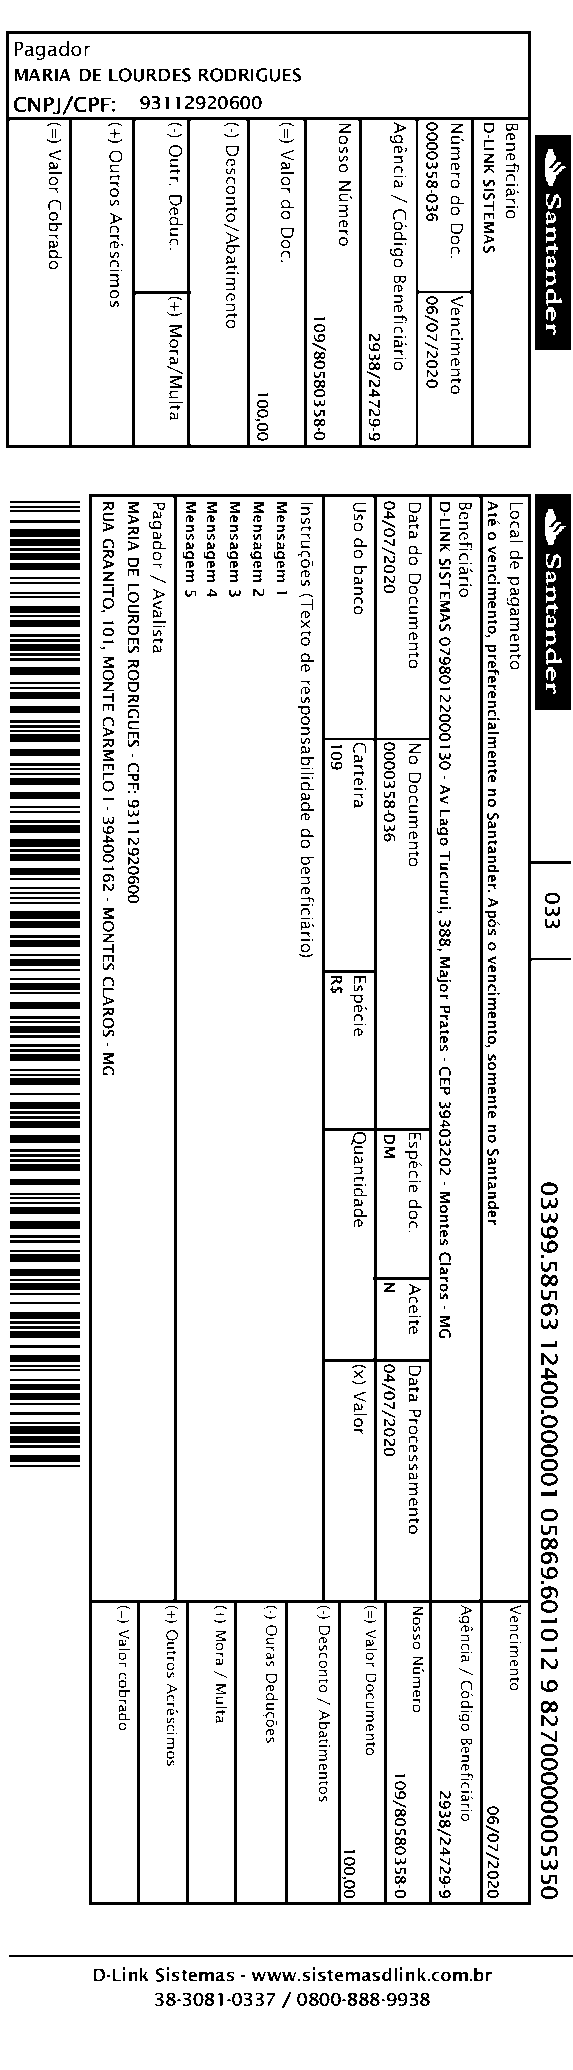 Pagador
MARIA DE LOURDES RODRIGUES
CNPJ/CPF: 93112920600
Santander
Beneficiário
D-LINK SISTEMAS
Número do Doc.
0000358-036
Vencimento
06/07/2020
Agência / Código Beneficiário
2938/24729-9
Nosso Número
109/80580358-0
(=) Valor do Doc.
100,00
(-) Desconto/Abatimento
(-) Outr. Deduc.
(+) Mora/Multa
(+) Outros Acréscimos
(=) Valor Cobrado
Santander
033
03399.58563 12400.000001 05869.601012 9 82700000005350
Local de pagamento
Até o vencimento, preferencialmente no Santander. Após o vencimento, somente no Santander
Vencimento
06/07/2020
Beneficiário
D-LINK SISTEMAS 07980122000130 - Av Lago Tucurui, 388, Major Prates - CEP 39403202 - Montes Claros - MG
Agência / Código Beneficiário
2938/24729-9
Data do Documento
04/07/2020
No Documento
0000358-036
Espécie doc.
DM
Aceite
N
Data Processamento
04/07/2020
Nosso Número
109/80580358-0
Uso do banco
Carteira
109
Espécie
R$
Quantidade
(x) Valor
(=) Valor Documento
100,00
Instruções (Texto de responsabilidade do beneficiário)
Mensagem 1
Mensagem 2
Mensagem 3
Mensagem 4
Mensagem 5
(-) Desconto / Abatimentos
(-) Ouras Deduções
(+) Mora / Multa
(+) Outros Acréscimos
(=) Valor cobrado
Pagador / Avalista
MARIA DE LOURDES RODRIGUES - CPF: 93112920600
RUA GRANITO, 101, MONTE CARMELO I - 39400162 - MONTES CLAROS - MG
D-Link Sistemas - www.sistemasdlink.com.br
38-3081-0337 / 0800-888-9938